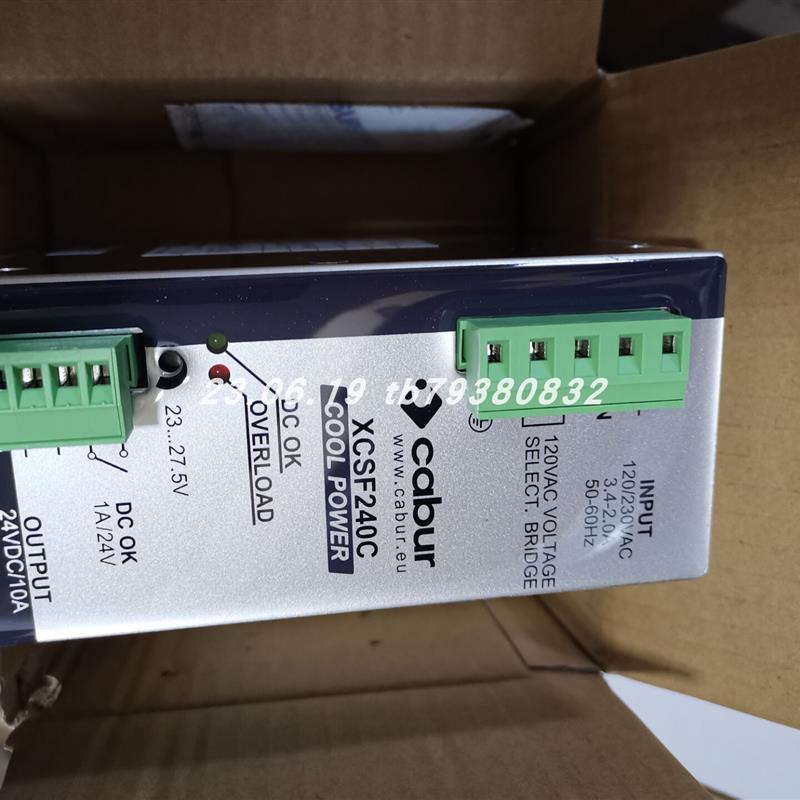 INPUT
120/230VAC
3.4-2.0A
50-60Hz
120VAC VOLTAGE
SELECT. BRIDGE
cabur
www.cabur.eu
XCSF240C
COOL POWER
DC OK
OVERLOAD
23...27.5V
DC OK
1A/24V
OUTPUT
24VDC/10A
23 06.19 tb79380832